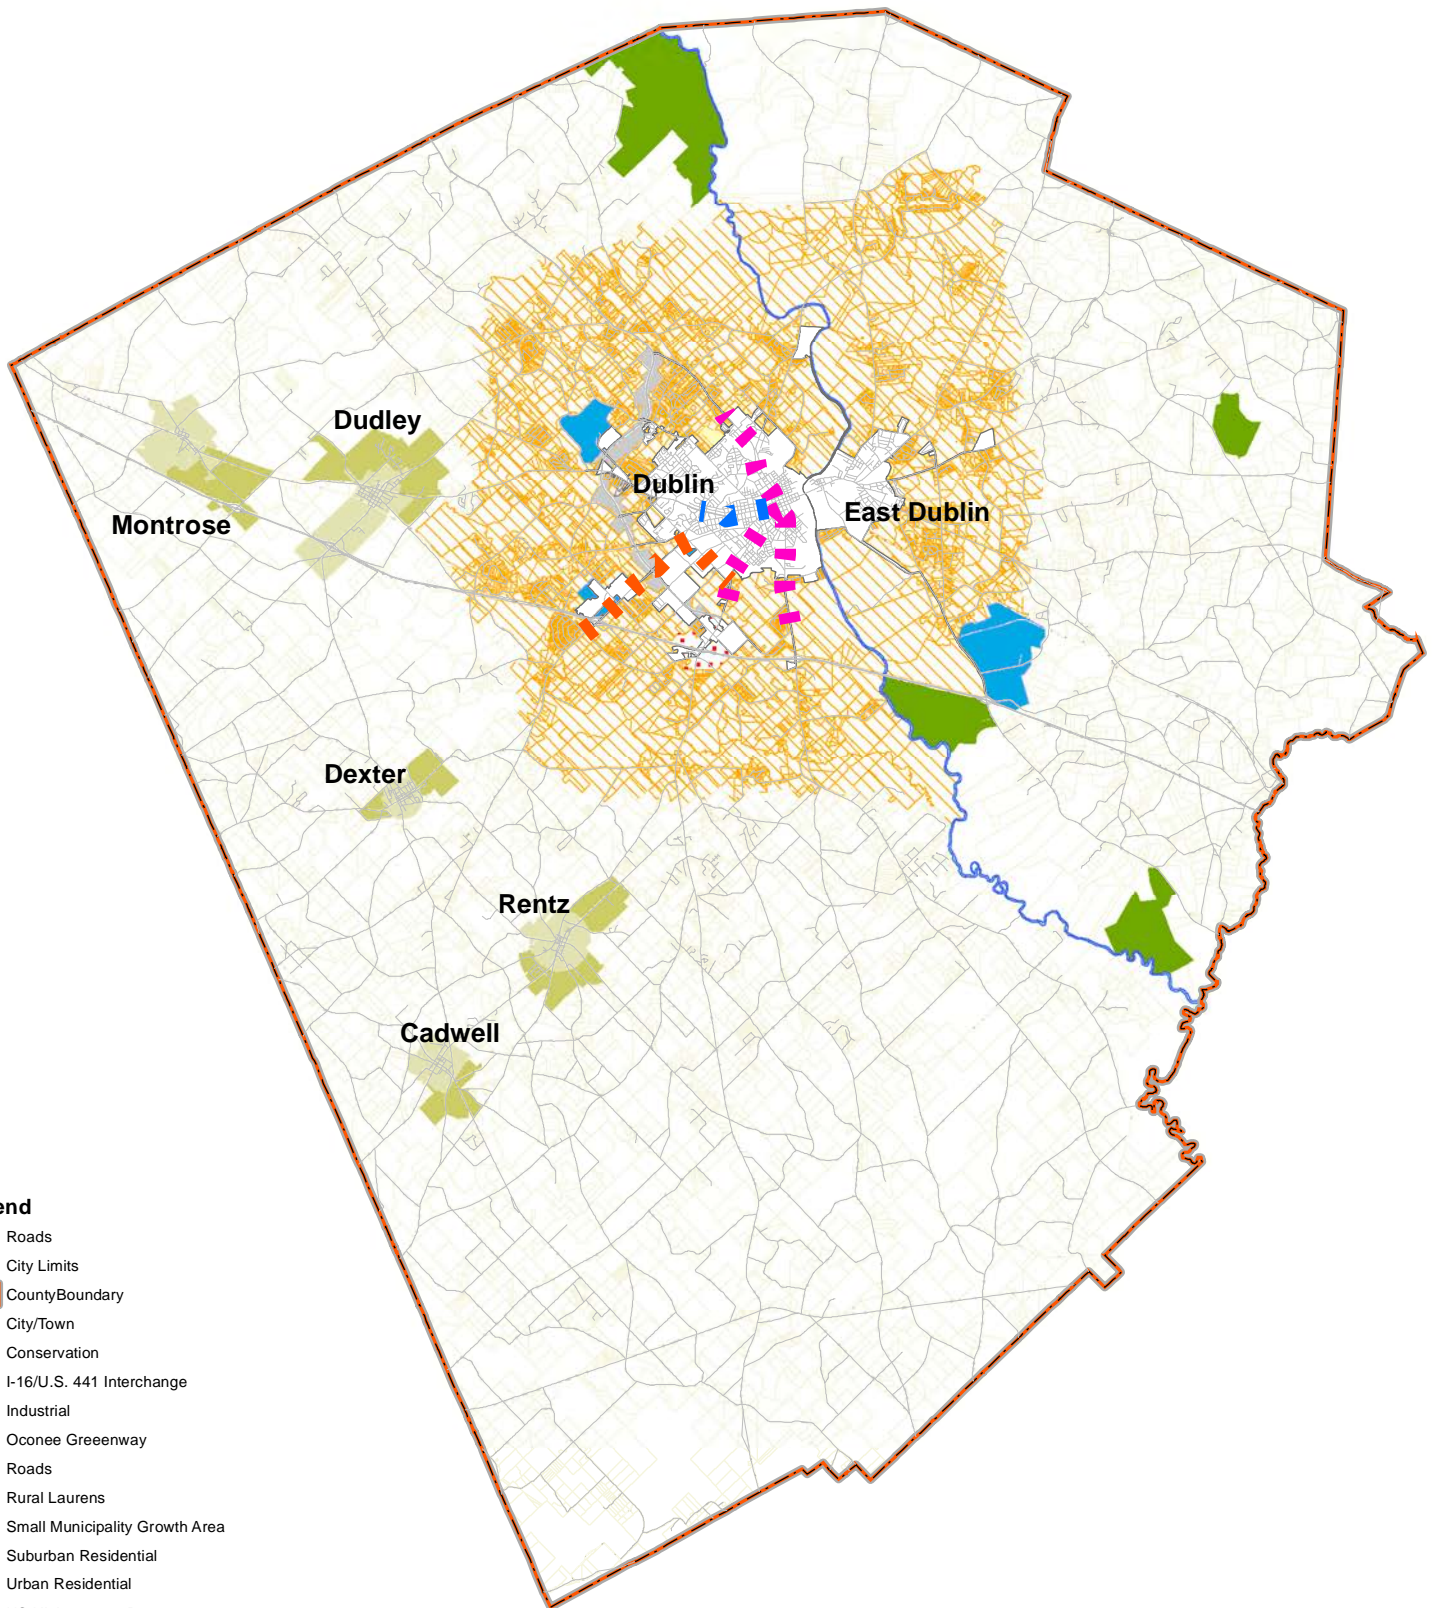 Dudley
Dublin
Montrose
East Dublin
Dexter
Rentz
Cadwell
end
Roads
City Limits
CountyBoundary
City/Town
Conservation
I-16/U.S. 441 Interchange
Industrial
Oconee Greeenway
Roads
Rural Laurens
Small Municipality Growth Area
Suburban Residential
Urban Residential